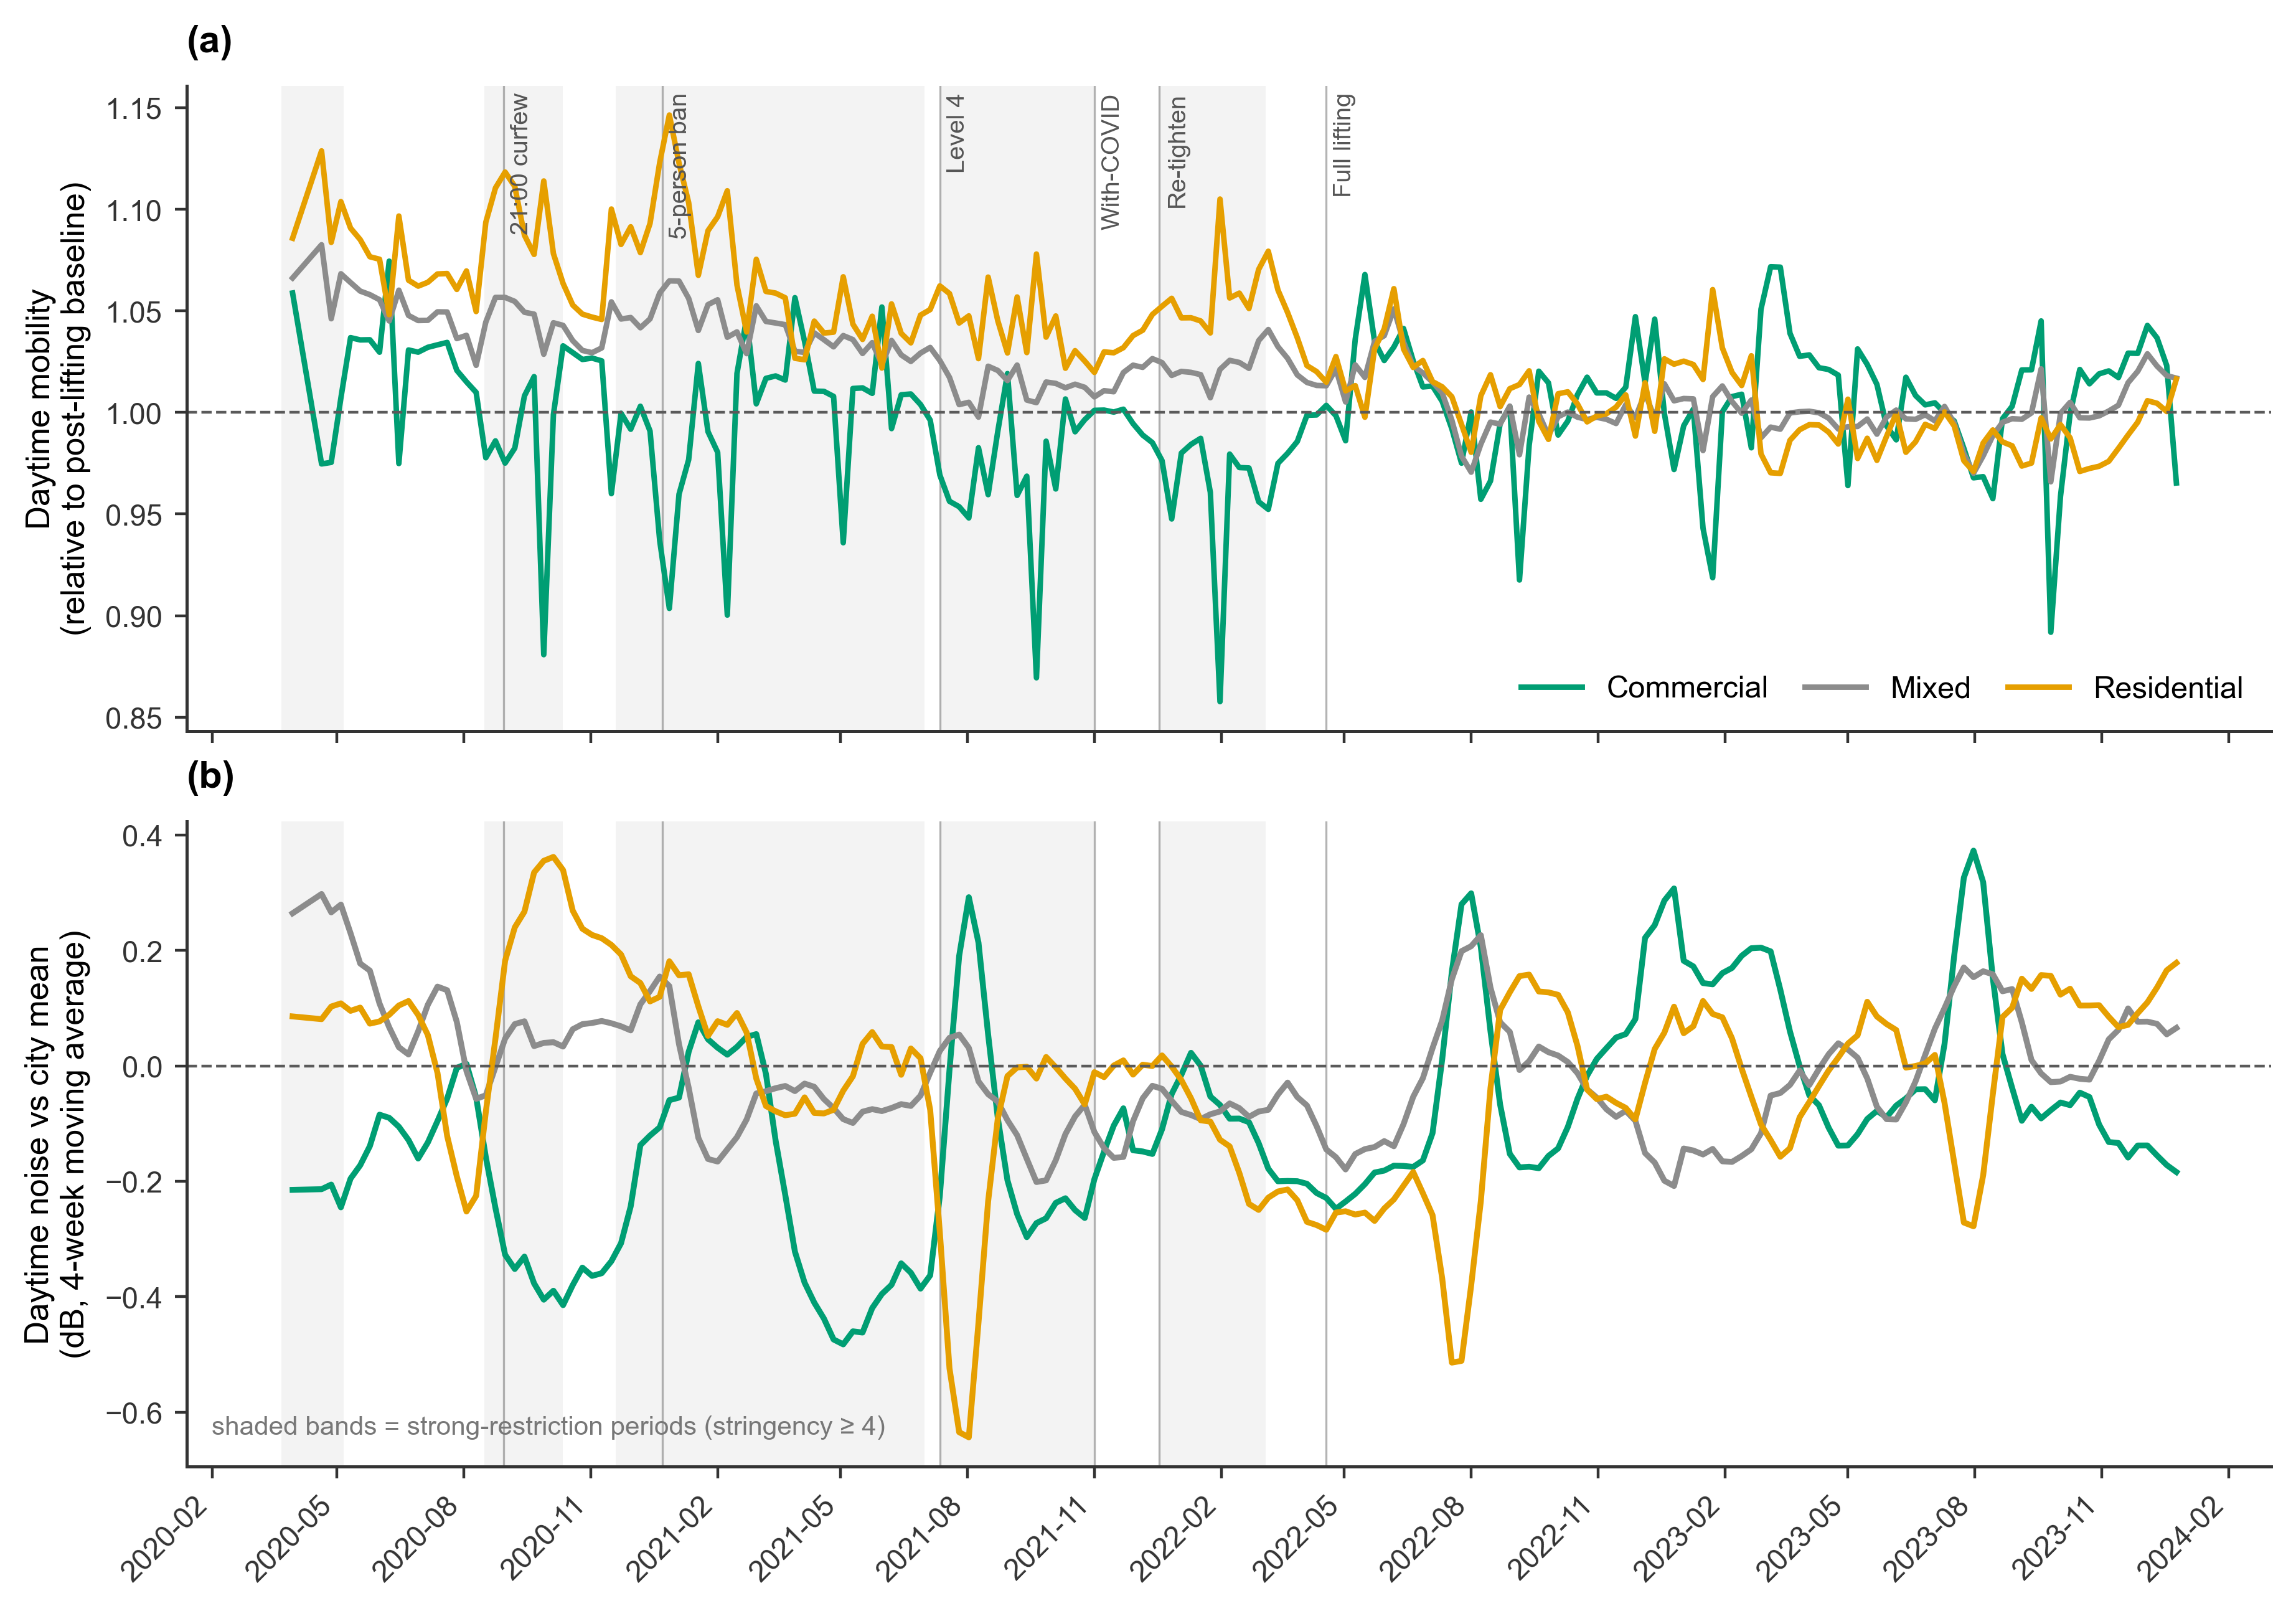 (a)
Daytime mobility
(relative to post-lifting baseline)
1.15
1.10
1.05
1.00
0.95
0.90
0.85
21:00 curfew
5-person ban
Level 4
With-COVID
Re-tighten
Full lifting
Commercial
Mixed
Residential
(b)
Daytime noise vs city mean
(dB, 4-week moving average)
0.4
0.2
0.0
−0.2
−0.4
−0.6
shaded bands = strong-restriction periods (stringency ≥ 4)
2020-02
2020-05
2020-08
2020-11
2021-02
2021-05
2021-08
2021-11
2022-02
2022-05
2022-08
2022-11
2023-02
2023-05
2023-08
2023-11
2024-02